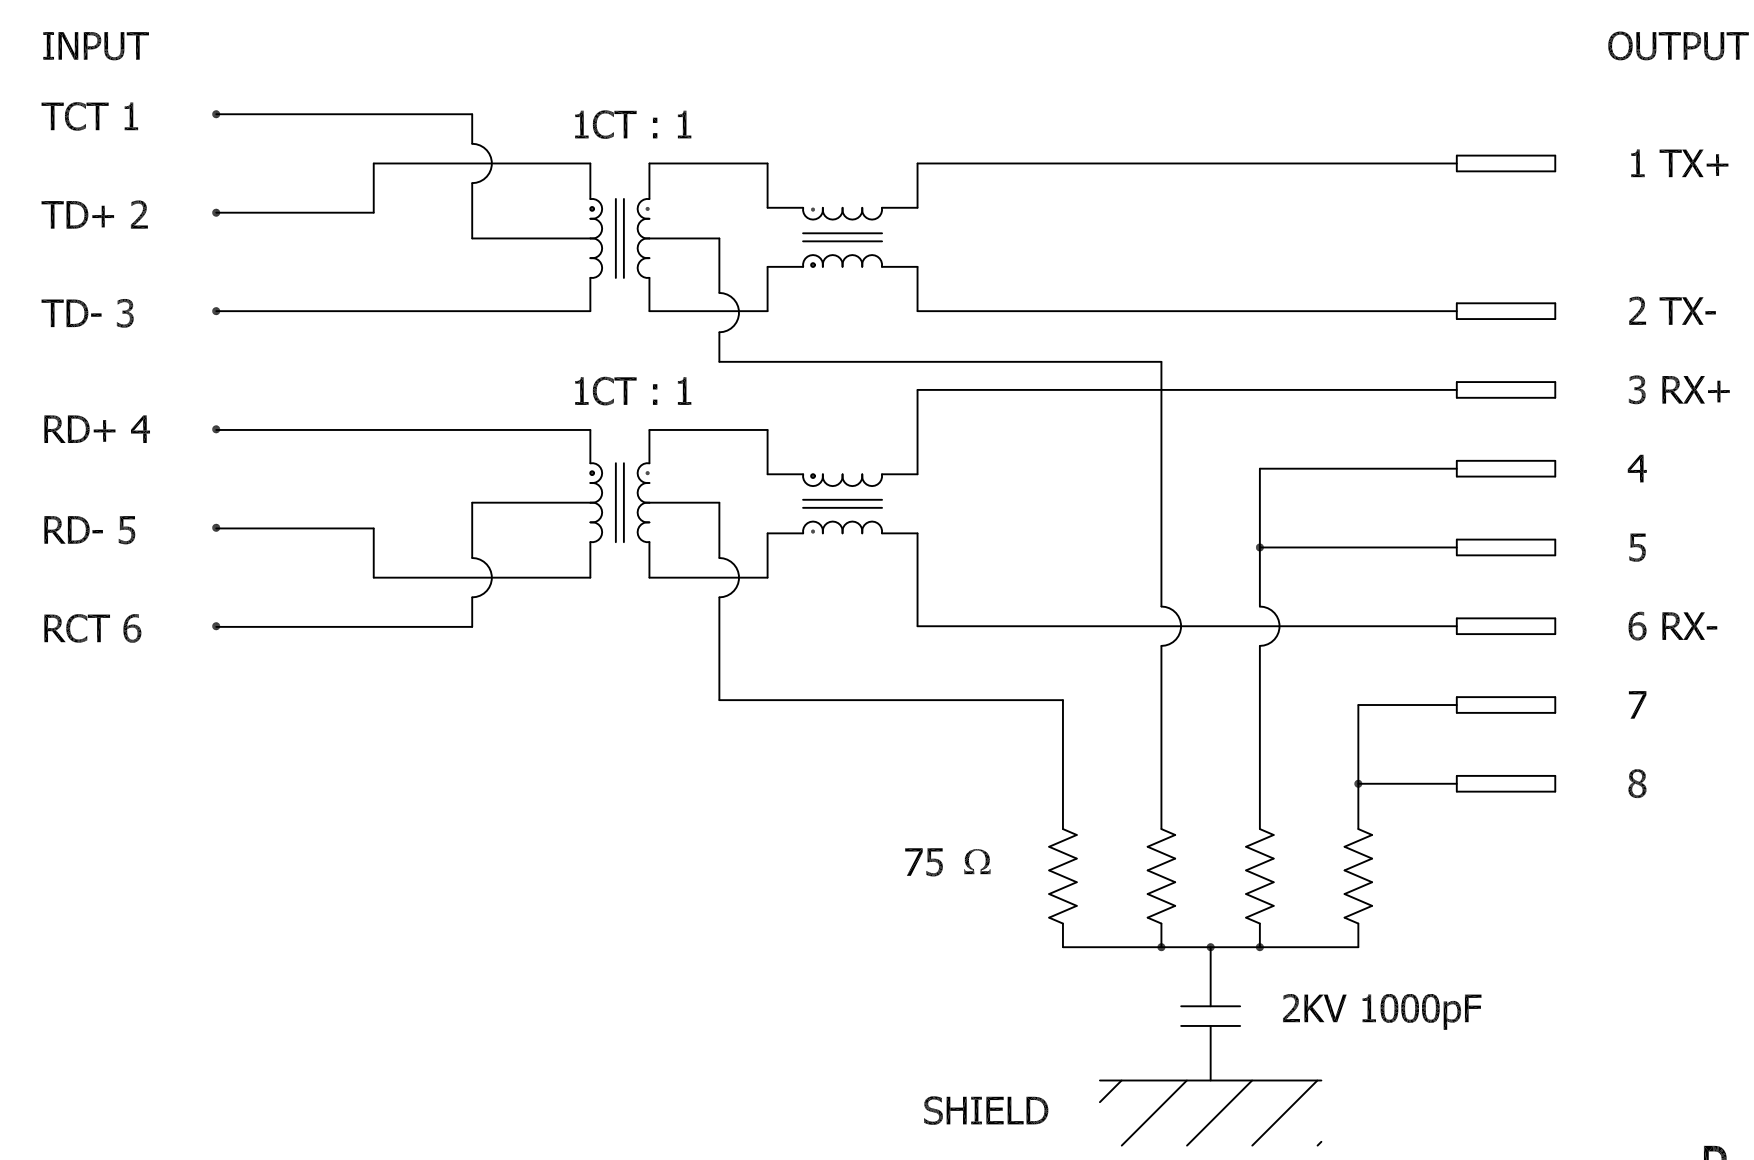 INPUT
OUTPUT
TCT 1
1CT : 1
1 TX+
TD+ 2
TD- 3
2 TX-
1CT : 1
3 RX+
RD+ 4
4
RD- 5
5
RCT 6
6 RX-
7
8
75 Ω
2KV 1000pF
SHIELD